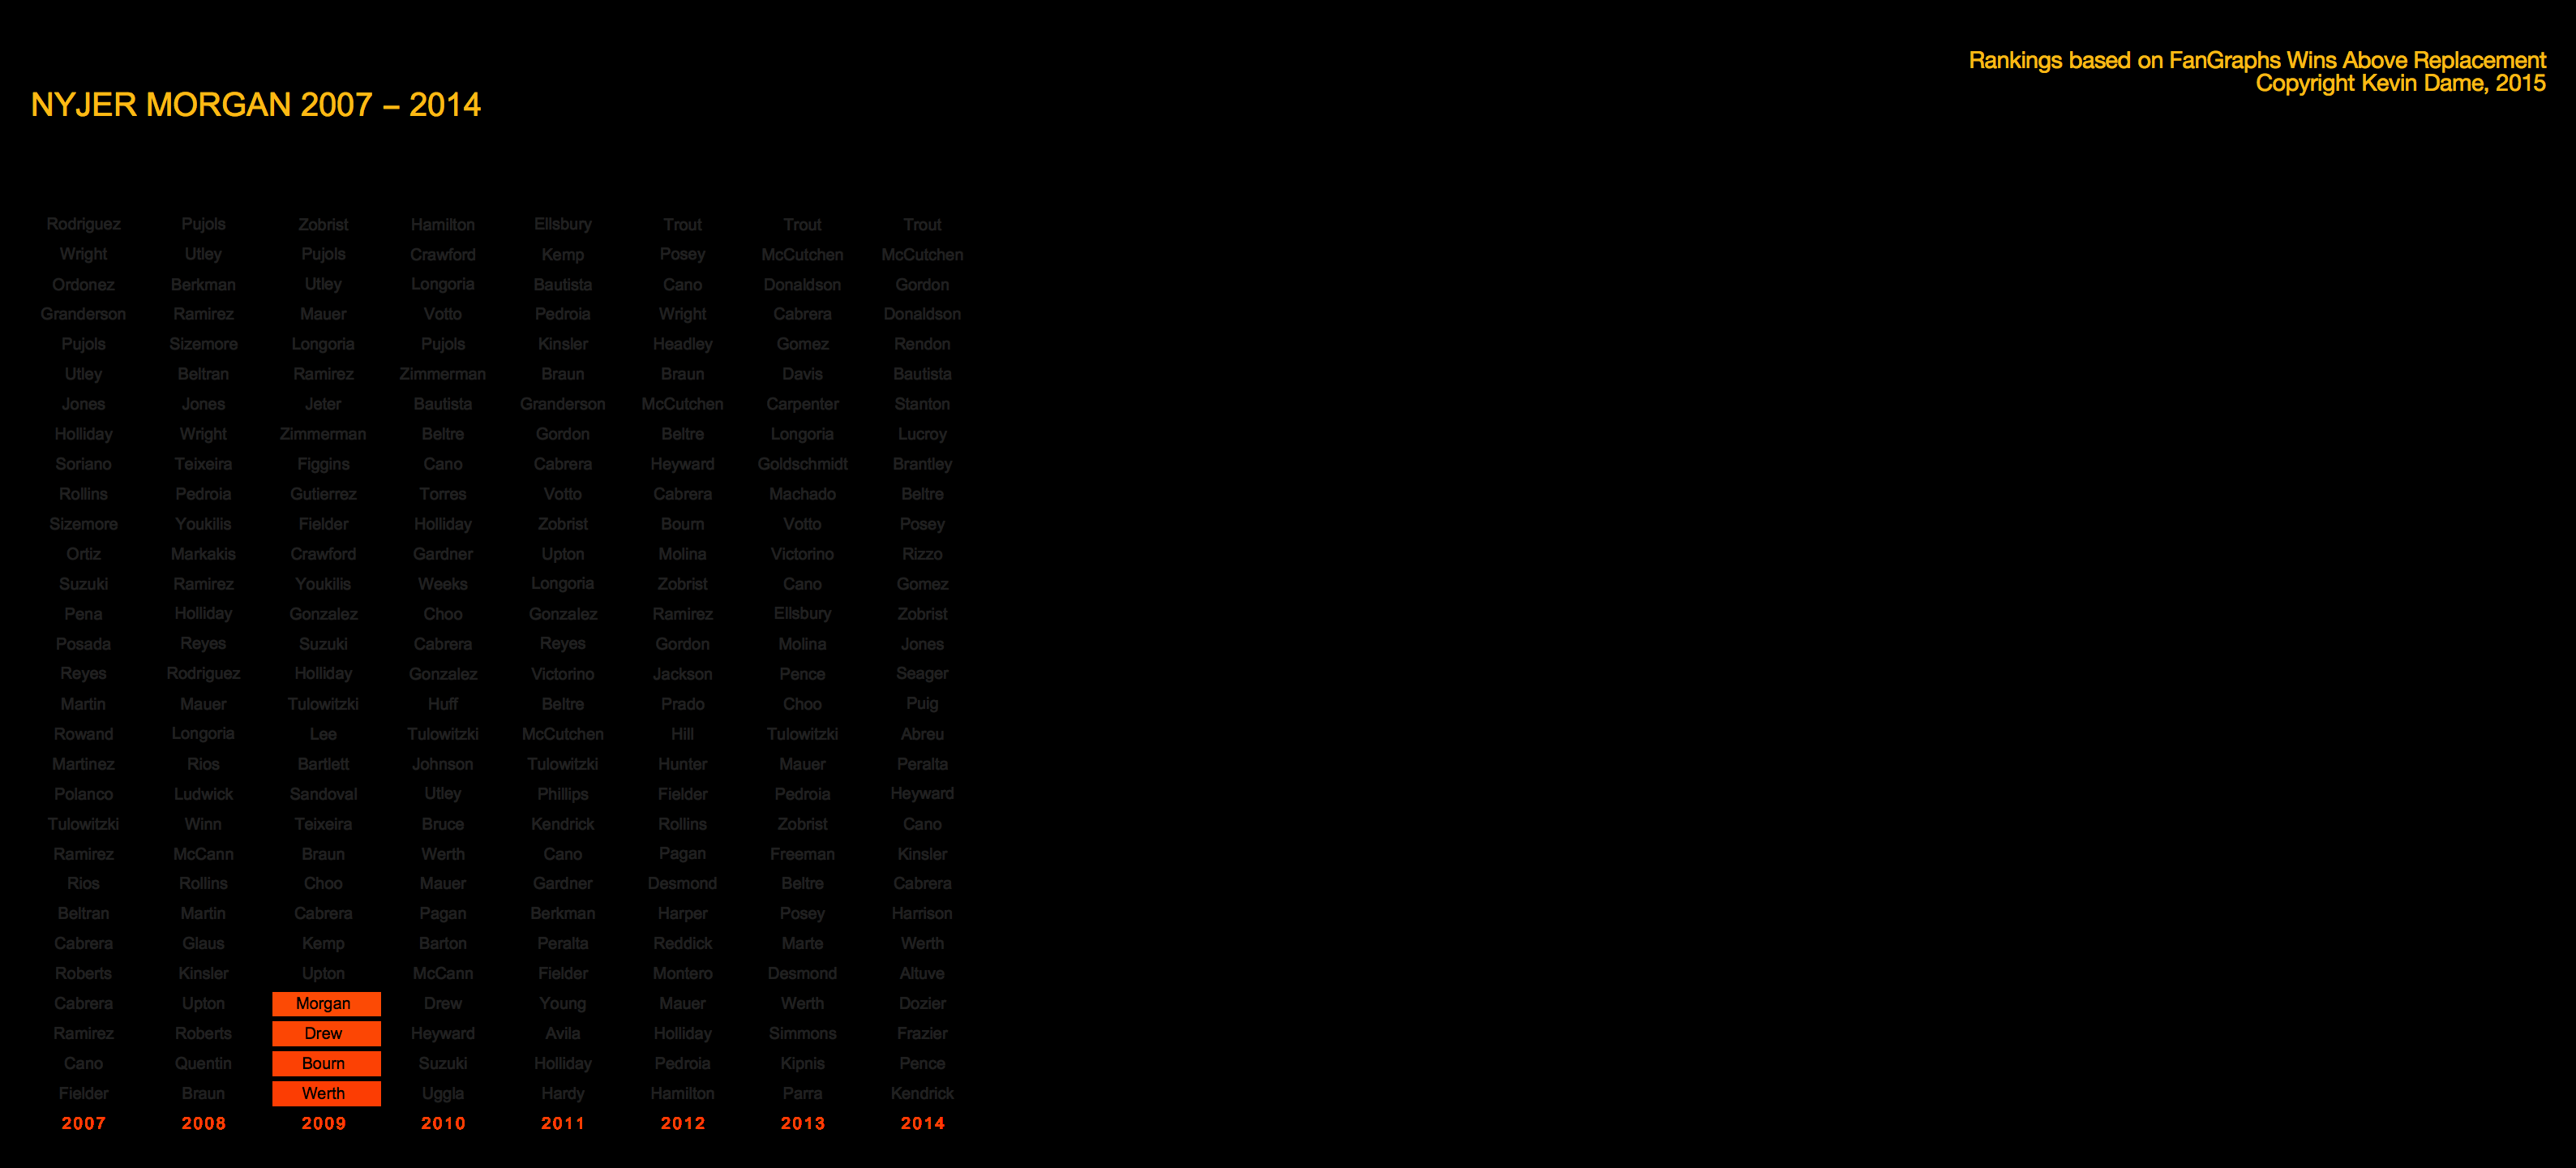 Rankings based on FanGraphs Wins Above Replacement
Copyright Kevin Dame, 2015
NYJER MORGAN 2007 – 2014
Rodriguez Pujols Zobrist Hamilton Ellsbury Trout Trout Trout
Wright Utley Pujols Crawford Kemp Posey McCutchen McCutchen
Ordonez Berkman Utley Longoria Bautista Cano Donaldson Gordon
Granderson Ramirez Mauer Votto Pedroia Wright Cabrera Donaldson
Pujols Sizemore Longoria Pujols Kinsler Headley Gomez Rendon
Utley Beltran Ramirez Zimmerman Braun Braun Davis Bautista
Jones Jones Jeter Bautista Granderson McCutchen Carpenter Stanton
Holliday Wright Zimmerman Beltre Gordon Beltre Longoria Lucroy
Soriano Teixeira Figgins Cano Cabrera Heyward Goldschmidt Brantley
Rollins Pedroia Gutierrez Torres Votto Cabrera Machado Beltre
Sizemore Youkilis Fielder Holliday Zobrist Bourn Votto Posey
Ortiz Markakis Crawford Gardner Upton Molina Victorino Rizzo
Suzuki Ramirez Youkilis Weeks Longoria Zobrist Cano Gomez
Pena Holliday Gonzalez Choo Gonzalez Ramirez Ellsbury Zobrist
Posada Reyes Suzuki Cabrera Reyes Gordon Molina Jones
Reyes Rodriguez Holliday Gonzalez Victorino Jackson Pence Seager
Martin Mauer Tulowitzki Huff Beltre Prado Choo Puig
Rowand Longoria Lee Tulowitzki McCutchen Hill Tulowitzki Abreu
Martinez Rios Bartlett Johnson Tulowitzki Hunter Mauer Peralta
Polanco Ludwick Sandoval Utley Phillips Fielder Pedroia Heyward
Tulowitzki Winn Teixeira Bruce Kendrick Rollins Zobrist Cano
Ramirez McCann Braun Werth Cano Pagan Freeman Kinsler
Rios Rollins Choo Mauer Gardner Desmond Beltre Cabrera
Beltran Martin Cabrera Pagan Berkman Harper Posey Harrison
Cabrera Glaus Kemp Barton Peralta Reddick Marte Werth
Roberts Kinsler Upton McCann Fielder Montero Desmond Altuve
Cabrera Upton Morgan Drew Young Mauer Werth Dozier
Ramirez Roberts Drew Heyward Avila Holliday Simmons Frazier
Cano Quentin Bourn Suzuki Holliday Pedroia Kipnis Pence
Fielder Braun Werth Uggla Hardy Hamilton Parra Kendrick
2007 2008 2009 2010 2011 2012 2013 2014